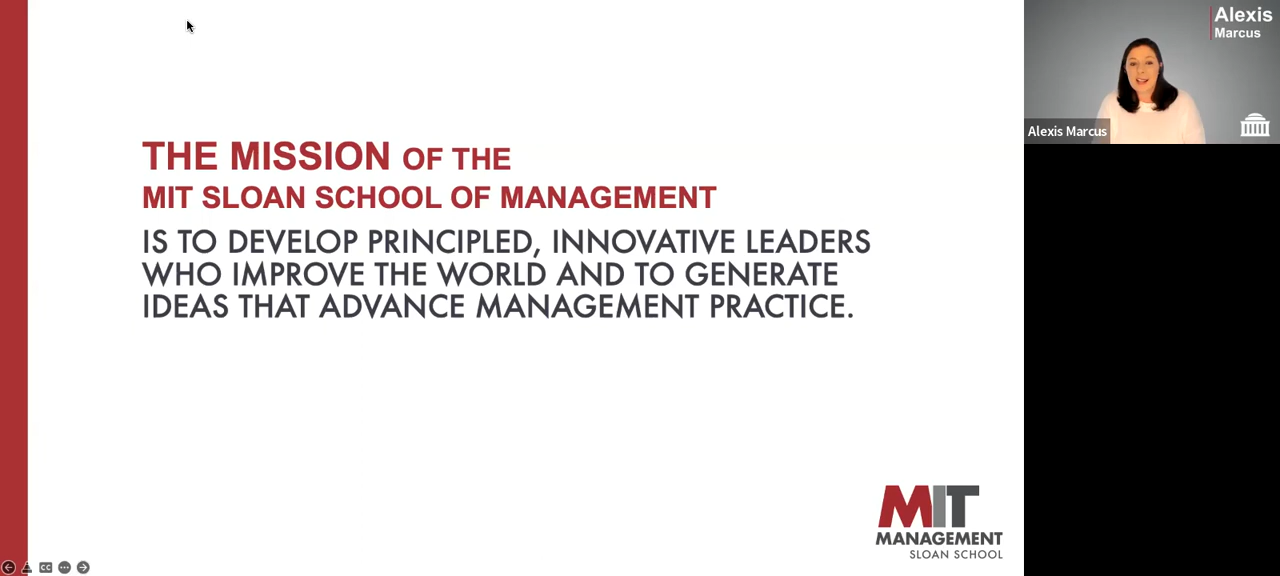 THE MISSION OF THE
MIT SLOAN SCHOOL OF MANAGEMENT
IS TO DEVELOP PRINCIPLED, INNOVATIVE LEADERS
WHO IMPROVE THE WORLD AND TO GENERATE
IDEAS THAT ADVANCE MANAGEMENT PRACTICE.
MIT
MANAGEMENT
SLOAN SCHOOL
CC
Alexis
Marcus
Alexis Marcus